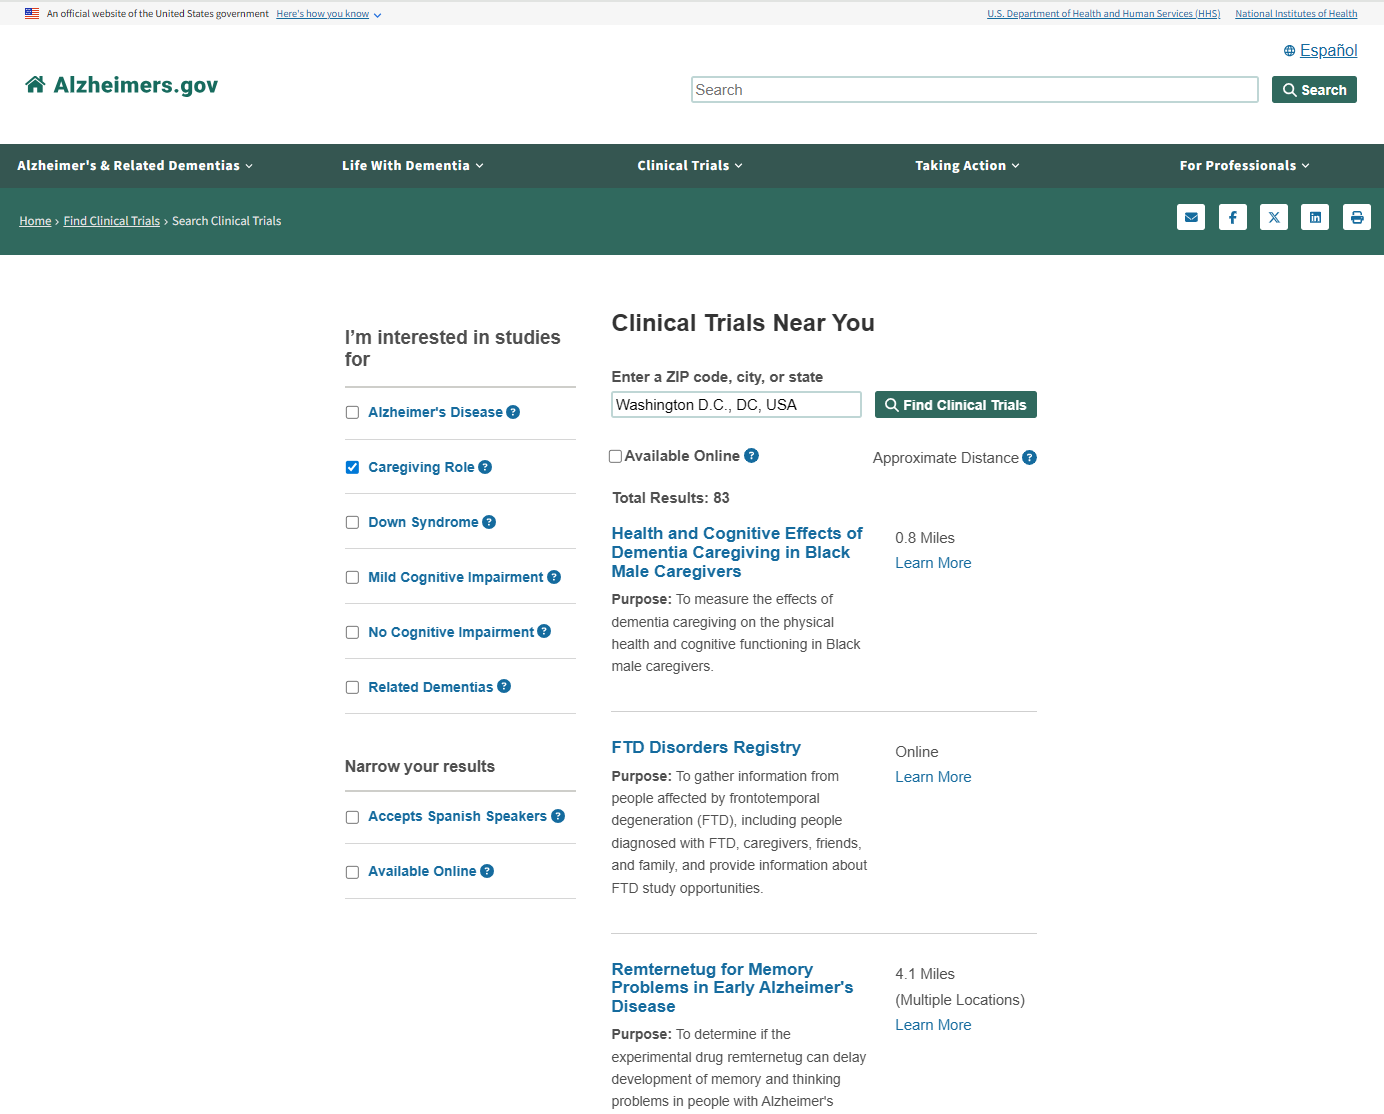 An official website of the United States government Here's how you know
U.S. Department of Health and Human Services (HHS) National Institutes of Health
Español
Alzheimers.gov
Search
Search
Alzheimer's & Related Dementias
Life With Dementia
Clinical Trials
Taking Action
For Professionals
Home › Find Clinical Trials › Search Clinical Trials
I'm interested in studies
for
Alzheimer's Disease ?
Caregiving Role ?
Down Syndrome ?
Mild Cognitive Impairment ?
No Cognitive Impairment ?
Related Dementias ?
Narrow your results
Accepts Spanish Speakers ?
Available Online ?
Clinical Trials Near You
Enter a ZIP code, city, or state
Washington D.C., DC, USA
Find Clinical Trials
Available Online ?
Approximate Distance ?
Total Results: 83
Health and Cognitive Effects of
Dementia Caregiving in Black
Male Caregivers
Purpose: To measure the effects of
dementia caregiving on the physical
health and cognitive functioning in Black
male caregivers.
0.8 Miles
Learn More
FTD Disorders Registry
Purpose: To gather information from
people affected by frontotemporal
degeneration (FTD), including people
diagnosed with FTD, caregivers, friends,
and family, and provide information about
FTD study opportunities.
Online
Learn More
Remternetug for Memory
Problems in Early Alzheimer's
Disease
Purpose: To determine if the
experimental drug remternetug can delay
development of memory and thinking
problems in people with Alzheimer's
4.1 Miles
(Multiple Locations)
Learn More